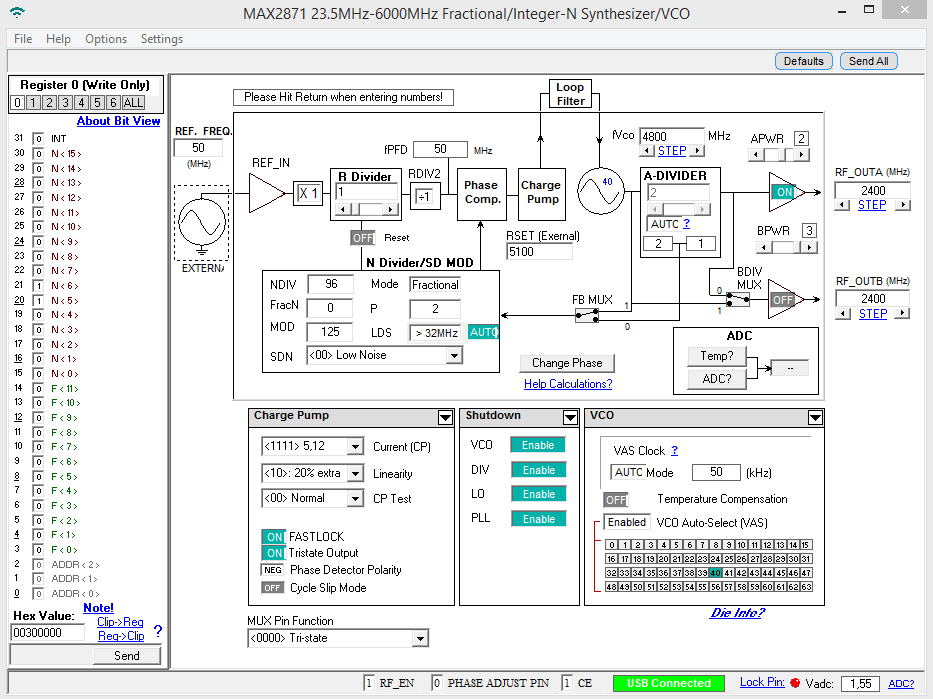 MAX2871 23.5MHz-6000MHz Fractional/Integer-N Synthesizer/VCO
File Help Options Settings
Defaults Send All
Register 0 (Write Only)
0 1 2 3 4 5 6 ALL
About Bit View
31 0 INT
30 0 N<15>
29 0 N<14>
28 0 N<13>
27 0 N<12>
26 0 N<11>
25 0 N<10>
24 0 N<9>
23 0 N<8>
22 0 N<7>
21 1 N<6>
20 1 N<5>
19 0 N<4>
18 0 N<3>
17 0 N<2>
16 0 N<1>
15 0 N<0>
14 0 F<11>
13 0 F<10>
12 0 F<9>
11 0 F<8>
10 0 F<7>
9 0 F<6>
8 0 F<5>
7 0 F<4>
6 0 F<3>
5 0 F<2>
4 0 F<1>
3 0 F<0>
2 0 ADDR<2>
1 0 ADDR<1>
0 0 ADDR<0>
Note!
Hex Value:
Clip->Reg
00300000
Reg->Clip
?
Send
Please Hit Return when entering numbers!
Loop
Filter
REF. FREQ.
50
(MHz)
EXTERNA
REF_IN
X 1
fPFD 50 MHz
R Divider
1
RDIV2
÷1
OFF Reset
Phase
Comp.
Charge
Pump
RSET (Exernal)
5100
40
fVco 4800 MHz
STEP
A-DIVIDER
2
AUTC ?
2 1
APWR 2
ON
BPWR 3
BDIV
MUX
0
1
OFF
RF_OUTA (MHz)
2400
STEP
RF_OUTB (MHz)
2400
STEP
FB MUX
1
0
N Divider/SD MOD
NDIV 96 Mode Fractional
FracN 0 P 2
MOD 125 LDS > 32MHz AUTO
SDN <00> Low Noise
Change Phase
Help Calculations?
ADC
Temp?
--
ADC?
Charge Pump
<1111> 5,12 Current (CP)
<10>: 20% extra Linearity
<00> Normal CP Test
ON FASTLOCK
ON Tristate Output
NEG Phase Detector Polarity
OFF Cycle Slip Mode
Shutdown
VCO Enable
DIV Enable
LO Enable
PLL Enable
VCO
VAS Clock ?
AUTC Mode 50 (kHz)
OFF Temperature Compensation
Enabled VCO Auto-Select (VAS)
0 1 2 3 4 5 6 7 8 9 10 11 12 13 14 15
16 17 18 19 20 21 22 23 24 25 26 27 28 29 30 31
32 33 34 35 36 37 38 39 40 41 42 43 44 45 46 47
48 49 50 51 52 53 54 55 56 57 58 59 60 61 62 63
Die Info?
MUX Pin Function
<0000> Tri-state
1 RF_EN 0 PHASE ADJUST PIN 1 CE USB Connected Lock Pin: Vadc: 1,55 ADC?